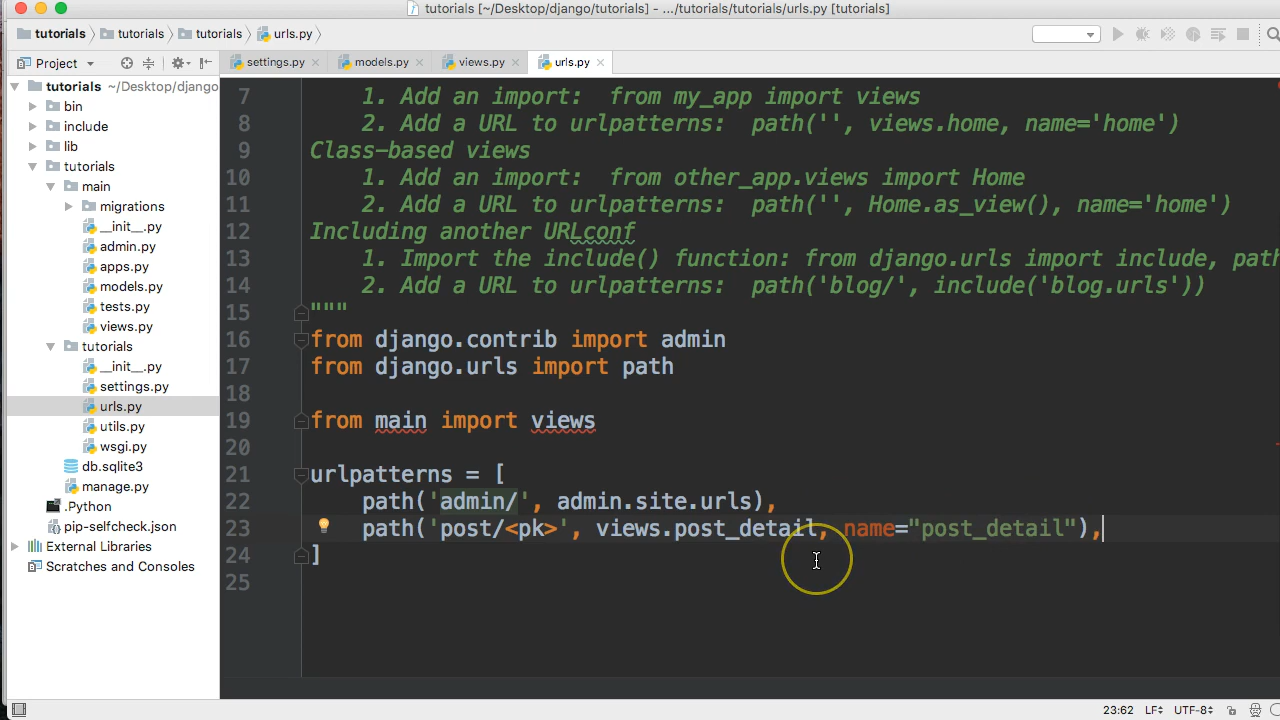 tutorials [~/Desktop/django/tutorials] - .../tutorials/tutorials/urls.py [tutorials]
tutorials tutorials tutorials urls.py
Project
settings.py models.py views.py urls.py
tutorials ~/Desktop/django
bin
include
lib
tutorials
main
migrations
__init__.py
admin.py
apps.py
models.py
tests.py
views.py
tutorials
__init__.py
settings.py
urls.py
utils.py
wsgi.py
db.sqlite3
manage.py
.Python
pip-selfcheck.json
External Libraries
Scratches and Consoles
7 1. Add an import:  from my_app import views
8 2. Add a URL to urlpatterns:  path('', views.home, name='home')
9 Class-based views
10 1. Add an import:  from other_app.views import Home
11 2. Add a URL to urlpatterns:  path('', Home.as_view(), name='home')
12 Including another URLconf
13 1. Import the include() function: from django.urls import include, path
14 2. Add a URL to urlpatterns:  path('blog/', include('blog.urls'))
15 """
16 from django.contrib import admin
17 from django.urls import path
18
19 from main import views
20
21 urlpatterns = [
22 path('admin/', admin.site.urls),
23 path('post/<pk>', views.post_detail, name="post_detail"),
24 ]
25
23:62 LF UTF-8